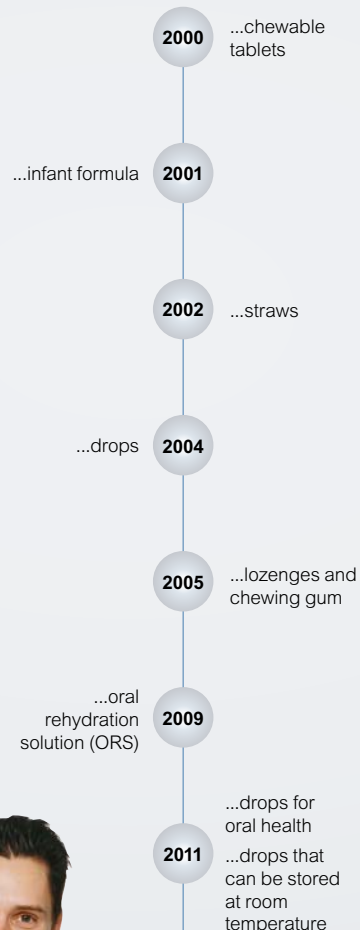 2000
...chewable
tablets
...infant formula
2001
2002
...straws
...drops
2004
2005
...lozenges and
chewing gum
...oral
rehydration
solution (ORS)
2009
2011
...drops for
oral health
...drops that
can be stored
at room
temperature